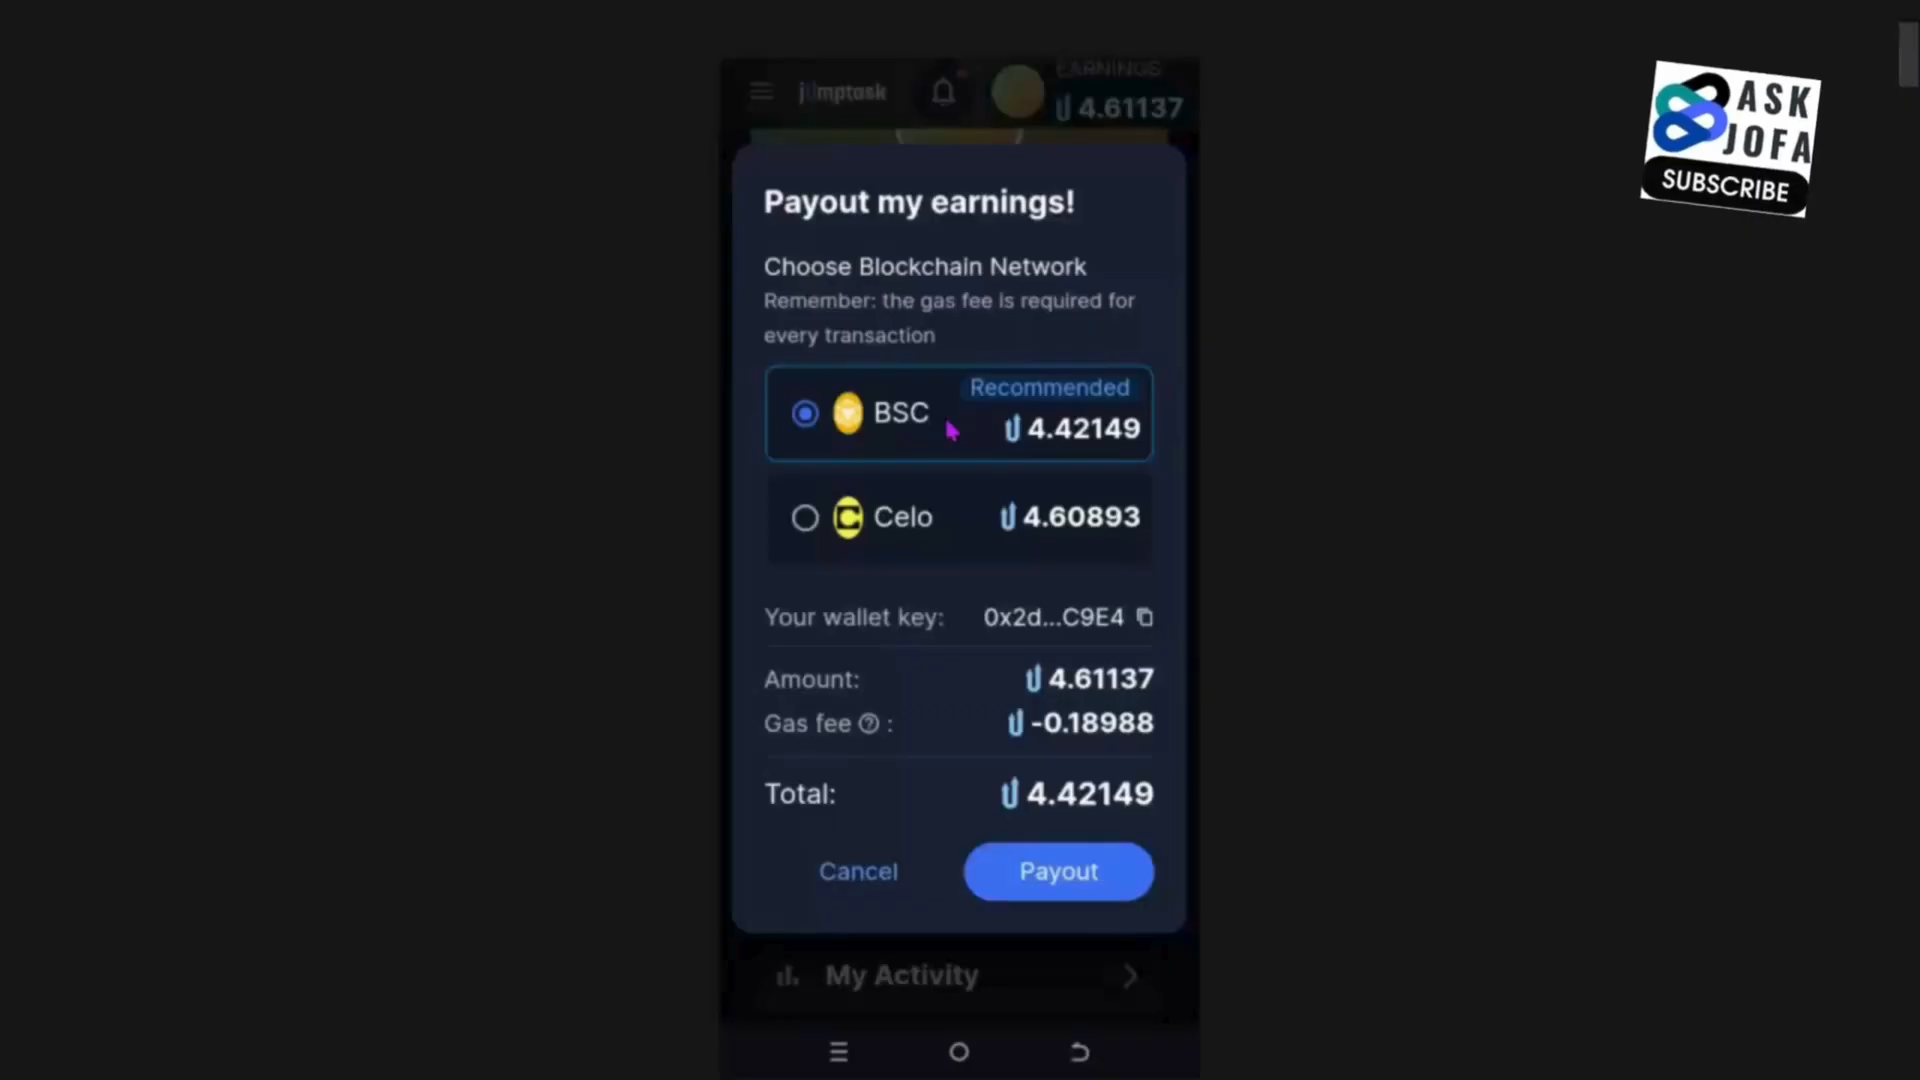 EARNINGS
jumptask
4.61137
ASK
JOFA
SUBSCRIBE
Payout my earnings!
Choose Blockchain Network
Remember: the gas fee is required for
every transaction
Recommended
BSC
4.42149
Celo
4.60893
Your wallet key: 0x2d...C9E4
Amount: 4.61137
Gas fee ? : -0.18988
Total: 4.42149
Cancel
Payout
My Activity